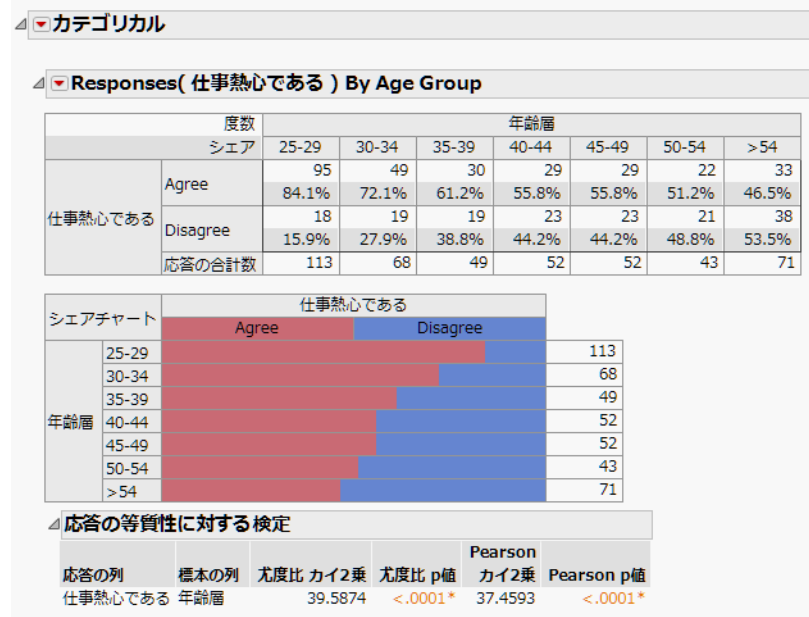 カテゴリカル
Responses( 仕事熱心である ) By Age Group
度数 年齢層
シェア 25-29 30-34 35-39 40-44 45-49 50-54 >54
仕事熱心である Agree 95 49 30 29 29 22 33
84.1% 72.1% 61.2% 55.8% 55.8% 51.2% 46.5%
Disagree 18 19 19 23 23 21 38
15.9% 27.9% 38.8% 44.2% 44.2% 48.8% 53.5%
応答の合計数 113 68 49 52 52 43 71
シェアチャート 仕事熱心である
Agree Disagree
年齢層 25-29 113
30-34 68
35-39 49
40-44 52
45-49 52
50-54 43
>54 71
応答の等質性に対する検定
応答の列 標本の列 尤度比 カイ2乗 尤度比 p値 Pearson カイ2乗 Pearson p値
仕事熱心である 年齢層 39.5874 <.0001* 37.4593 <.0001*